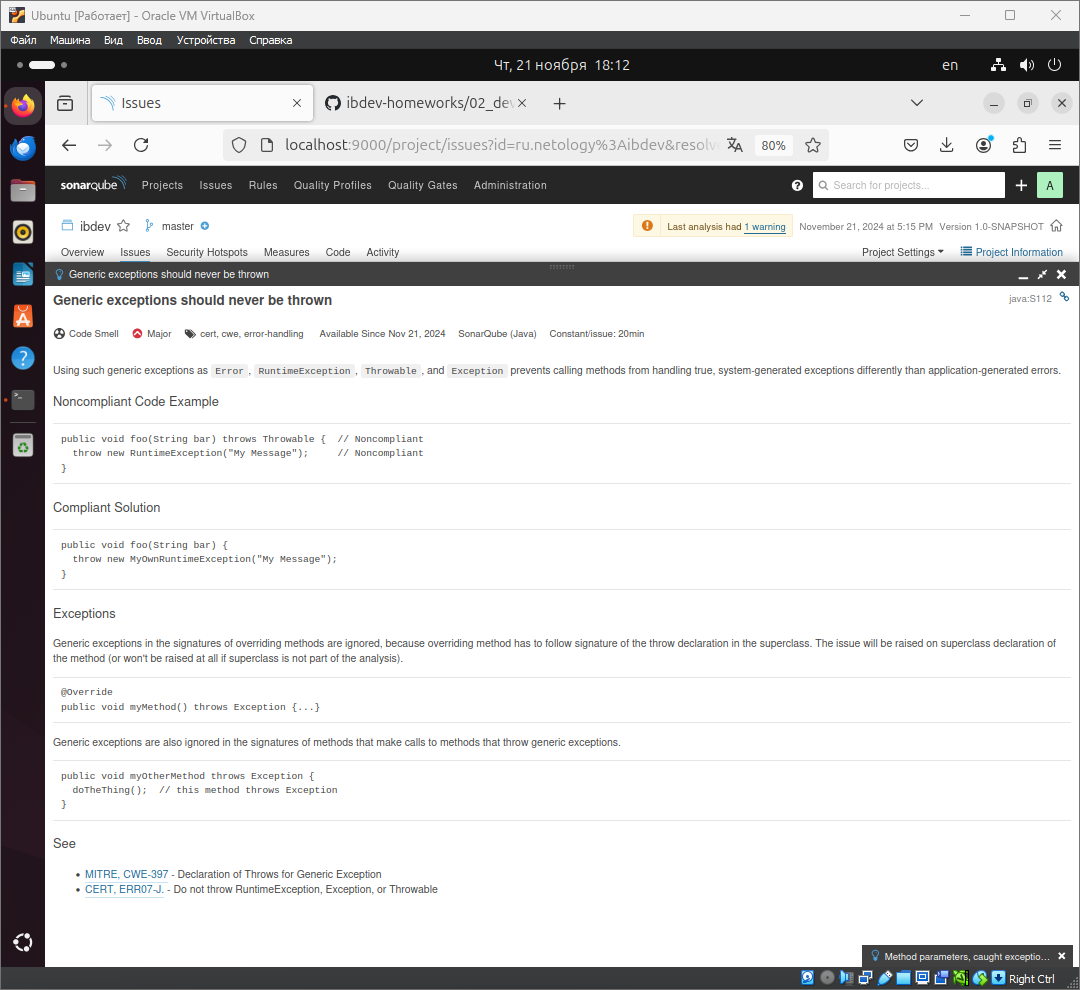 Ubuntu [Работает] - Oracle VM VirtualBox
Файл Машина Вид Ввод Устройства Справка
Чт, 21 ноября 18:12
en
Issues
ibdev-homeworks/02_dev
localhost:9000/project/issues?id=ru.netology%3Aibdev&resolv
80%
sonarqube Projects Issues Rules Quality Profiles Quality Gates Administration
?
Search for projects...
A
ibdev master
Last analysis had 1 warning
November 21, 2024 at 5:15 PM Version 1.0-SNAPSHOT
Overview Issues Security Hotspots Measures Code Activity
Project Settings Project Information
Generic exceptions should never be thrown
Generic exceptions should never be thrown
java:S112
Code Smell Major cert, cwe, error-handling Available Since Nov 21, 2024 SonarQube (Java) Constant/issue: 20min
Using such generic exceptions as Error, RuntimeException, Throwable, and Exception prevents calling methods from handling true, system-generated exceptions differently than application-generated errors.
Noncompliant Code Example
public void foo(String bar) throws Throwable {  // Noncompliant
  throw new RuntimeException("My Message");     // Noncompliant
}
Compliant Solution
public void foo(String bar) {
  throw new MyOwnRuntimeException("My Message");
}
Exceptions
Generic exceptions in the signatures of overriding methods are ignored, because overriding method has to follow signature of the throw declaration in the superclass. The issue will be raised on superclass declaration of
the method (or won't be raised at all if superclass is not part of the analysis).
@Override
public void myMethod() throws Exception {...}
Generic exceptions are also ignored in the signatures of methods that make calls to methods that throw generic exceptions.
public void myOtherMethod throws Exception {
  doTheThing();  // this method throws Exception
}
See
• MITRE, CWE-397 - Declaration of Throws for Generic Exception
• CERT, ERR07-J. - Do not throw RuntimeException, Exception, or Throwable
Method parameters, caught exceptio...
Right Ctrl